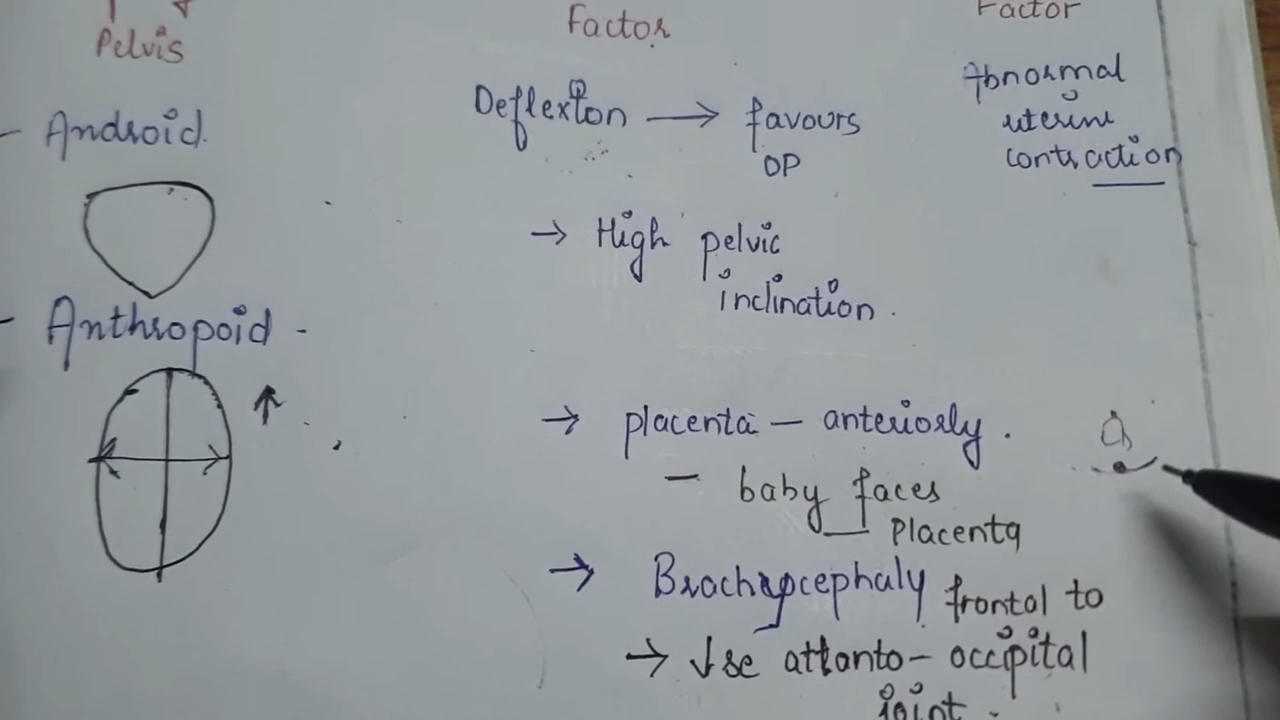 Pelvis
Factor
Factor
- Android.
- Anthropoid -
↑
Deflexion → favours
OP
→ High pelvic
inclination .
→ placenta — anteriorly .
— baby faces
placenta
→ Brachycephaly frontal to
→ ↓se atlanto - occipital
joint .
Abnormal
uterine
contraction